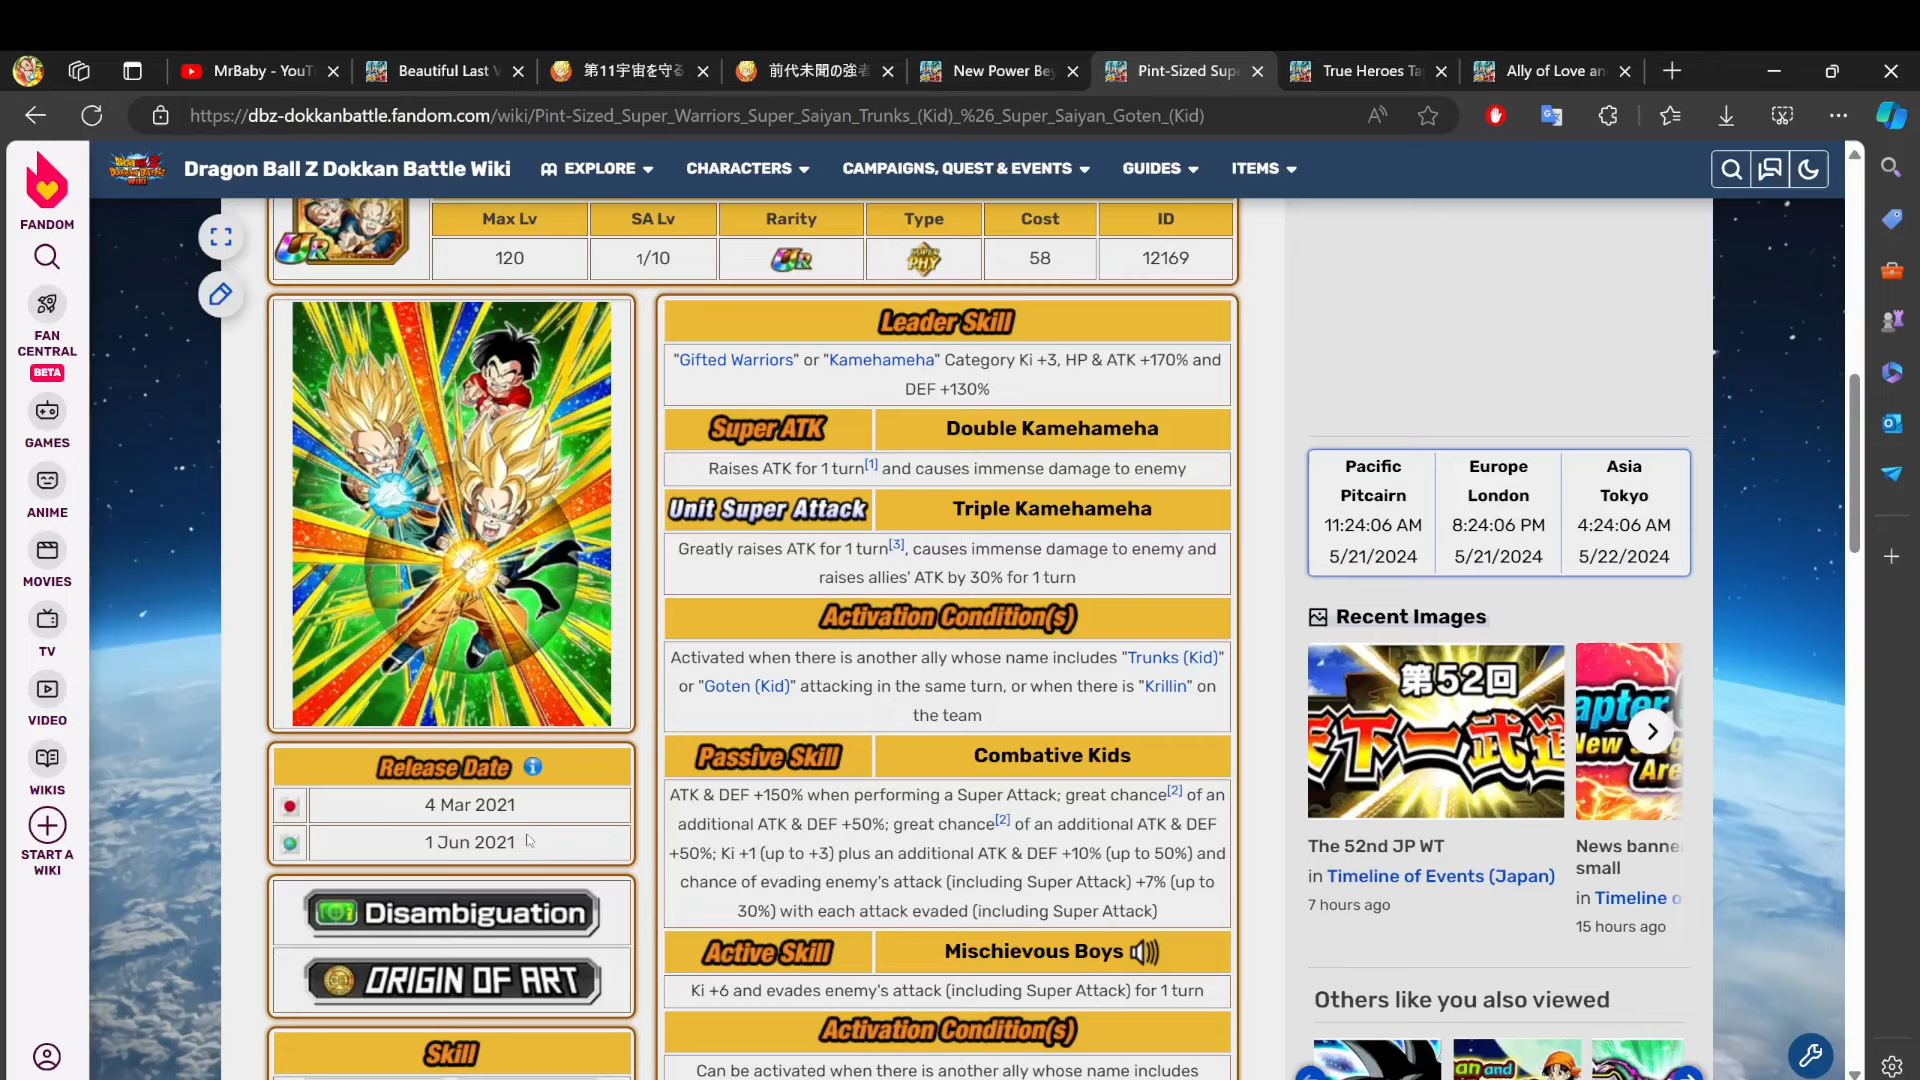 MrBaby - YouT
Beautiful Last V
第11宇宙を守る
前代未聞の強者
New Power Bey
Pint-Sized Supe
True Heroes Ta
Ally of Love an
https://dbz-dokkanbattle.fandom.com/wiki/Pint-Sized_Super_Warriors_Super_Saiyan_Trunks_(Kid)_%26_Super_Saiyan_Goten_(Kid)
Dragon Ball Z Dokkan Battle Wiki
EXPLORE
CHARACTERS
CAMPAIGNS, QUEST & EVENTS
GUIDES
ITEMS
FANDOM
FAN CENTRAL
BETA
GAMES
ANIME
MOVIES
TV
VIDEO
WIKIS
START A WIKI
UR
Max Lv
SA Lv
Rarity
Type
Cost
ID
120
1/10
UR
SUPER PHY
58
12169
Leader Skill
"Gifted Warriors" or "Kamehameha" Category Ki +3, HP & ATK +170% and
DEF +130%
Super ATK
Double Kamehameha
Raises ATK for 1 turn[1] and causes immense damage to enemy
Unit Super Attack
Triple Kamehameha
Greatly raises ATK for 1 turn[3], causes immense damage to enemy and
raises allies' ATK by 30% for 1 turn
Activation Condition(s)
Activated when there is another ally whose name includes "Trunks (Kid)"
or "Goten (Kid)" attacking in the same turn, or when there is "Krillin" on
the team
Passive Skill
Combative Kids
ATK & DEF +150% when performing a Super Attack; great chance[2] of an
additional ATK & DEF +50%; great chance[2] of an additional ATK & DEF
+50%; Ki +1 (up to +3) plus an additional ATK & DEF +10% (up to 50%) and
chance of evading enemy's attack (including Super Attack) +7% (up to
30%) with each attack evaded (including Super Attack)
Active Skill
Mischievous Boys
Ki +6 and evades enemy's attack (including Super Attack) for 1 turn
Activation Condition(s)
Can be activated when there is another ally whose name includes
Release Date
4 Mar 2021
1 Jun 2021
Disambiguation
ORIGIN OF ART
Skill
Pacific
Pitcairn
11:24:06 AM
5/21/2024
Europe
London
8:24:06 PM
5/21/2024
Asia
Tokyo
4:24:06 AM
5/22/2024
Recent Images
第52回
天下一武道
apter
New
Are
The 52nd JP WT
in Timeline of Events (Japan)
7 hours ago
News banne
small
in Timeline o
15 hours ago
Others like you also viewed
an and